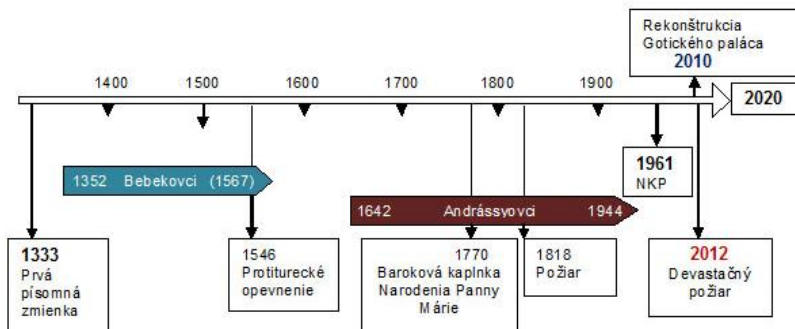 Rekonštrukcia
Gotického paláca
2010
1400 1500 1600 1700 1800 1900
2020
1352 Bebekovci (1567)
1961
NKP
1642 Andrássyovci 1944
1333
Prvá
písomná
zmienka
1546
Protiturecké
opevnenie
1770
Baroková kaplnka
Narodenia Panny
Márie
1818
Požiar
2012
Devastačný
požiar